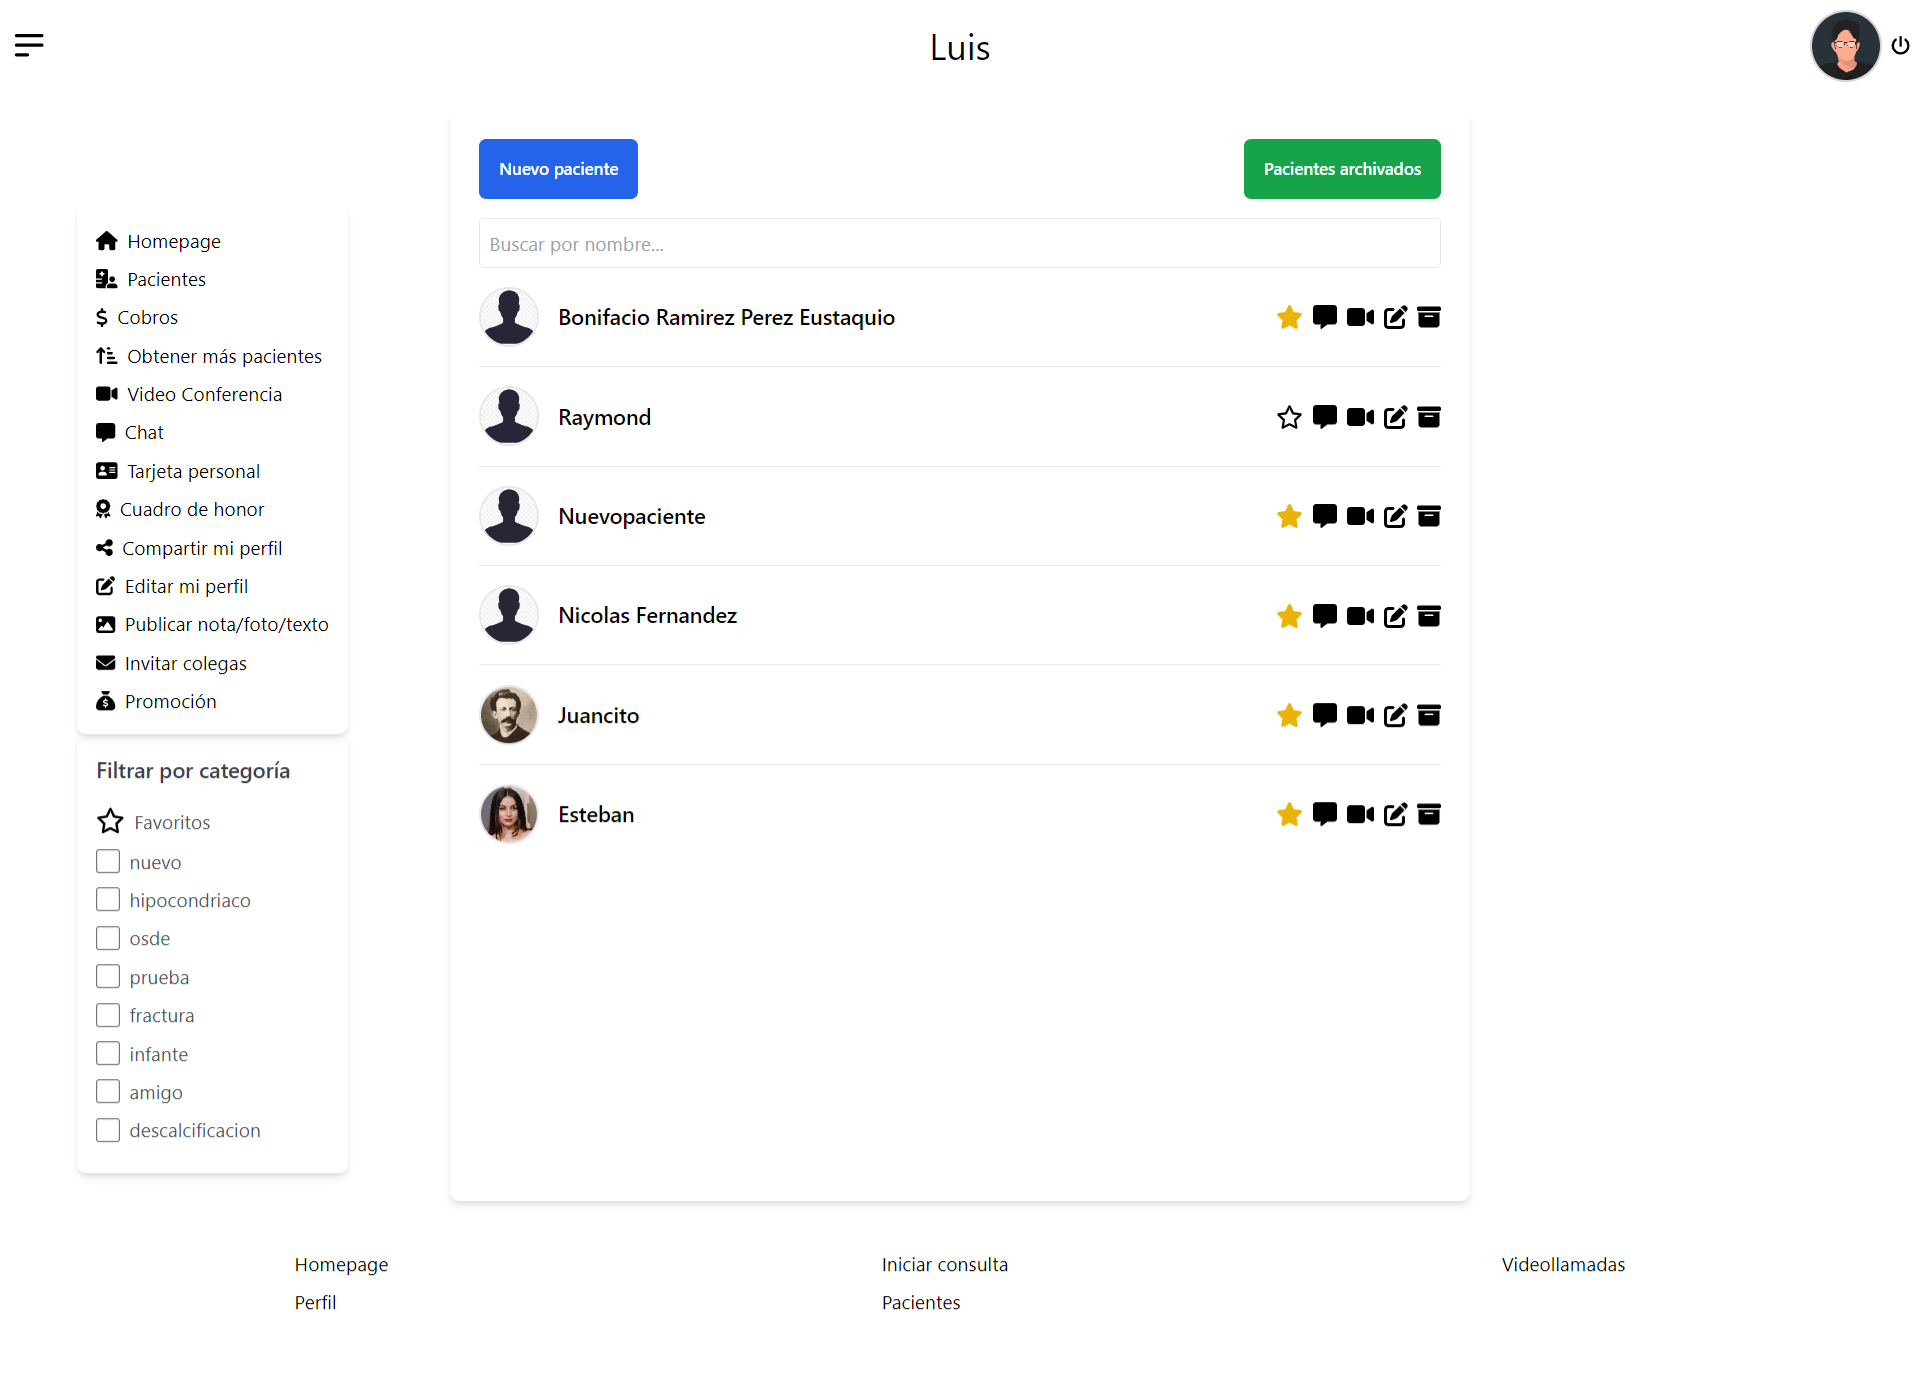 Luis
Nuevo paciente
Pacientes archivados
Buscar por nombre...
Homepage
Pacientes
Cobros
Obtener más pacientes
Video Conferencia
Chat
Tarjeta personal
Cuadro de honor
Compartir mi perfil
Editar mi perfil
Publicar nota/foto/texto
Invitar colegas
Promoción
Filtrar por categoría
Favoritos
nuevo
hipocondriaco
osde
prueba
fractura
infante
amigo
descalcificacion
Bonifacio Ramirez Perez Eustaquio
Raymond
Nuevopaciente
Nicolas Fernandez
Juancito
Esteban
Homepage
Perfil
Iniciar consulta
Pacientes
Videollamadas